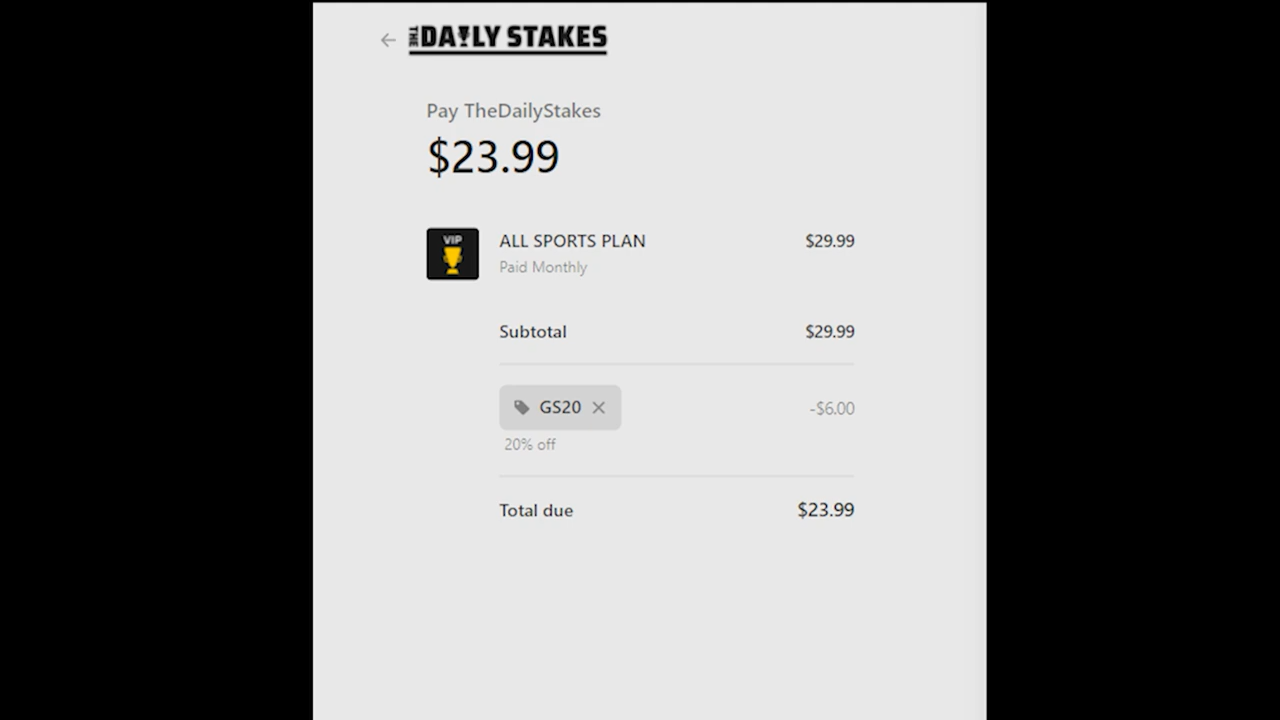 THE DAILY STAKES
Pay TheDailyStakes
$23.99
VIP
ALL SPORTS PLAN $29.99
Paid Monthly
Subtotal $29.99
GS20 -$6.00
20% off
Total due $23.99